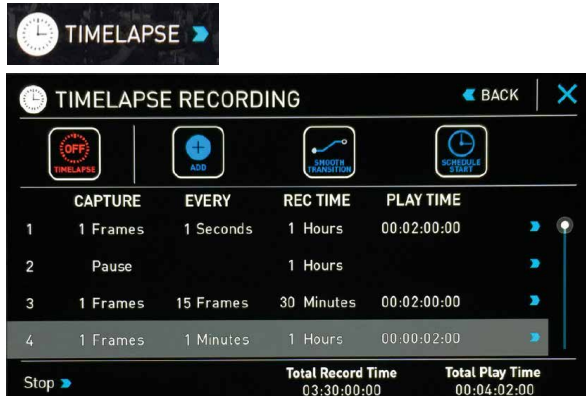 TIMELAPSE
TIMELAPSE RECORDING BACK
OFF TIMELAPSE ADD SMOOTH TRANSITION SCHEDULE START
CAPTURE EVERY REC TIME PLAY TIME
1 1 Frames 1 Seconds 1 Hours 00:02:00:00
2 Pause 1 Hours
3 1 Frames 15 Frames 30 Minutes 00:02:00:00
4 1 Frames 1 Minutes 1 Hours 00:00:02:00
Stop Total Record Time Total Play Time
03:30:00:00 00:04:02:00